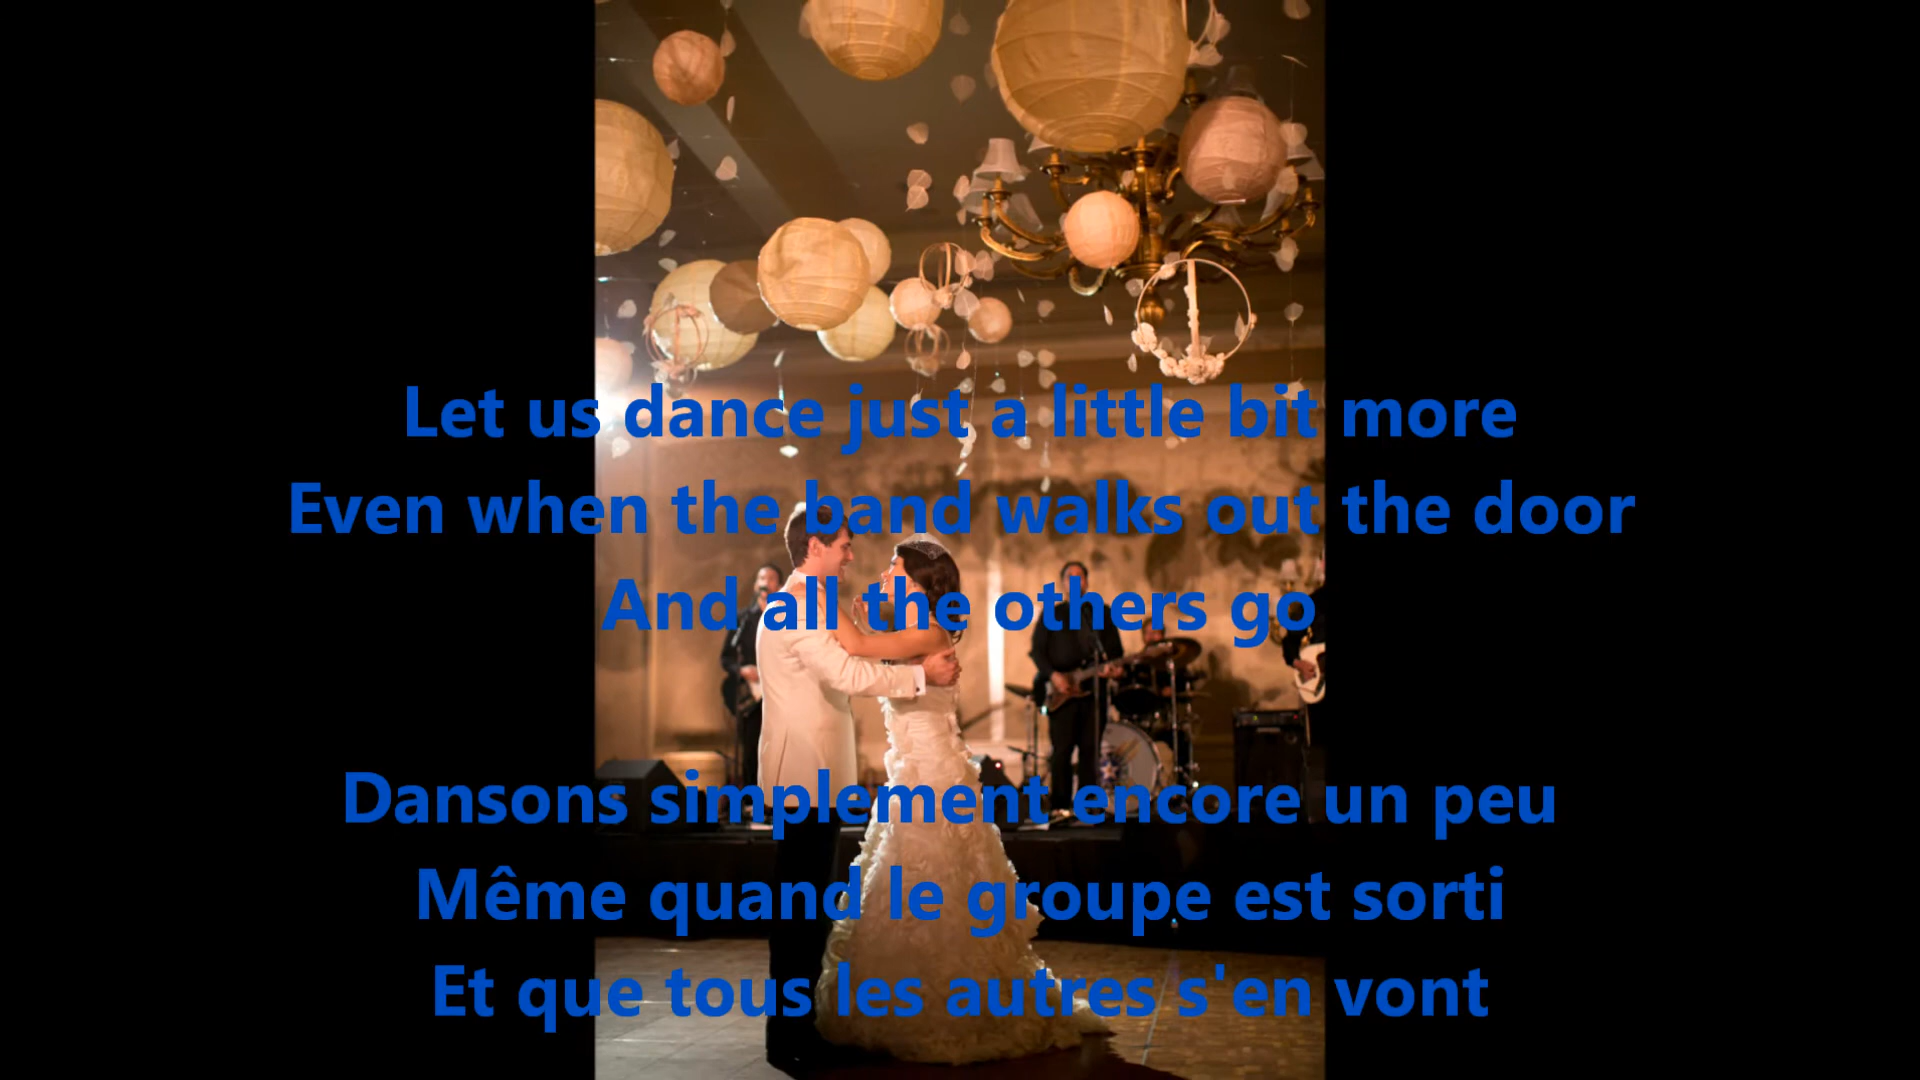 Let us dance just a little bit more
Even when the band walks out the door
And all the others go
Dansons simplement encore un peu
Même quand le groupe est sorti
Et que tous les autres s'en vont